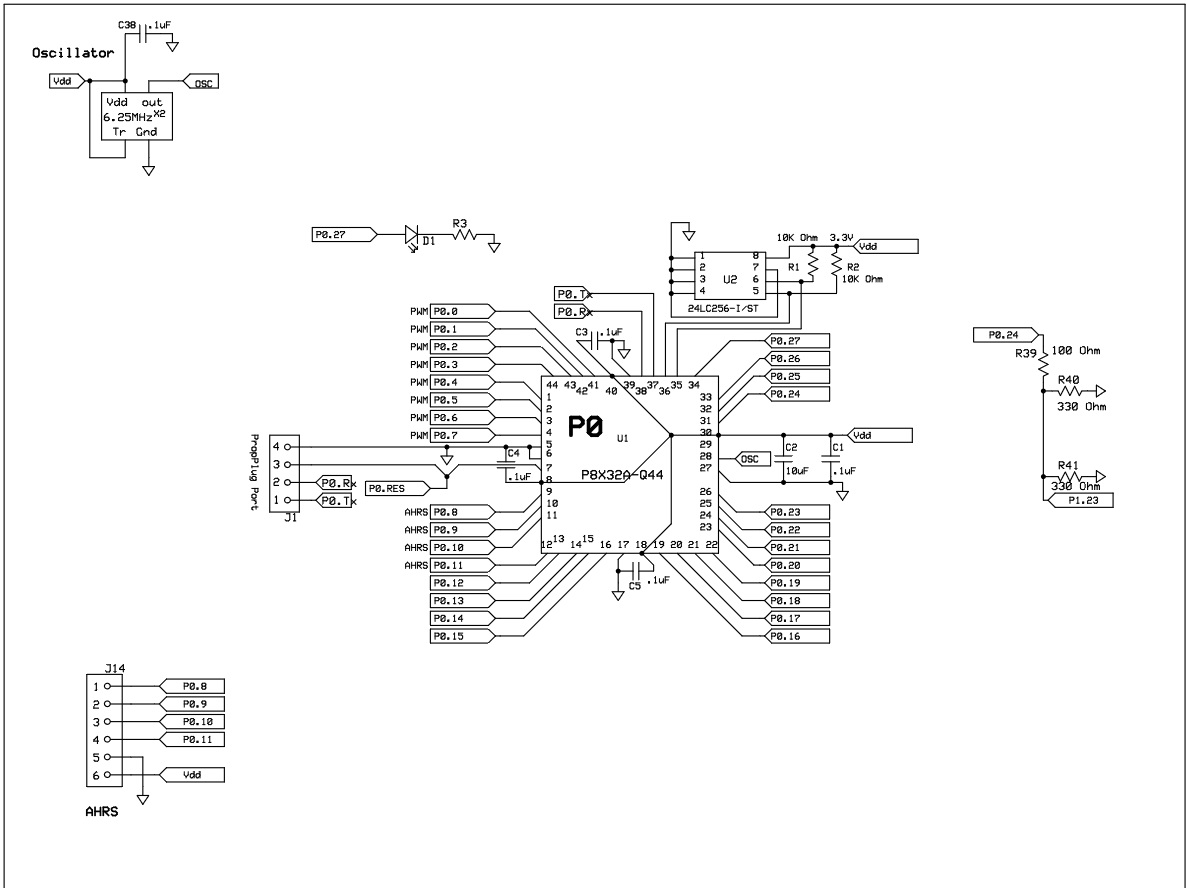 C38 .1uF
Oscillator
Vdd
OSC
Vdd out
6.25MHz X2
Tr Gnd
P0.27
D1
R3
10K Ohm 3.3V
Vdd
R1
R2
10K Ohm
1 8
2 7
3 U2 6
4 5
24LC256-I/ST
P0.Tx
P0.Rx
PWM P0.0
PWM P0.1
PWM P0.2
PWM P0.3
PWM P0.4
PWM P0.5
PWM P0.6
PWM P0.7
C3 .1uF
P0.27
P0.26
P0.25
P0.24
44 43 42 41 40 39 38 37 36 35 34
1
2
3
4
5
6
7
8
9
10
11
33
32
31
30
29
28
27
26
25
24
23
P0
U1
P8X32A-Q44
12 13 14 15 16 17 18 19 20 21 22
Vdd
OSC
C2
10uF
C1
.1uF
PropPlug Port
4
3
2 P0.Rx
1 P0.Tx
J1
P0.RES
C4
.1uF
AHRS P0.8
AHRS P0.9
AHRS P0.10
AHRS P0.11
P0.12
P0.13
P0.14
P0.15
C5 .1uF
P0.23
P0.22
P0.21
P0.20
P0.19
P0.18
P0.17
P0.16
P0.24
R39 100 Ohm
R40
330 Ohm
R41
330 Ohm
P1.23
J14
1 P0.8
2 P0.9
3 P0.10
4 P0.11
5
6 Vdd
AHRS